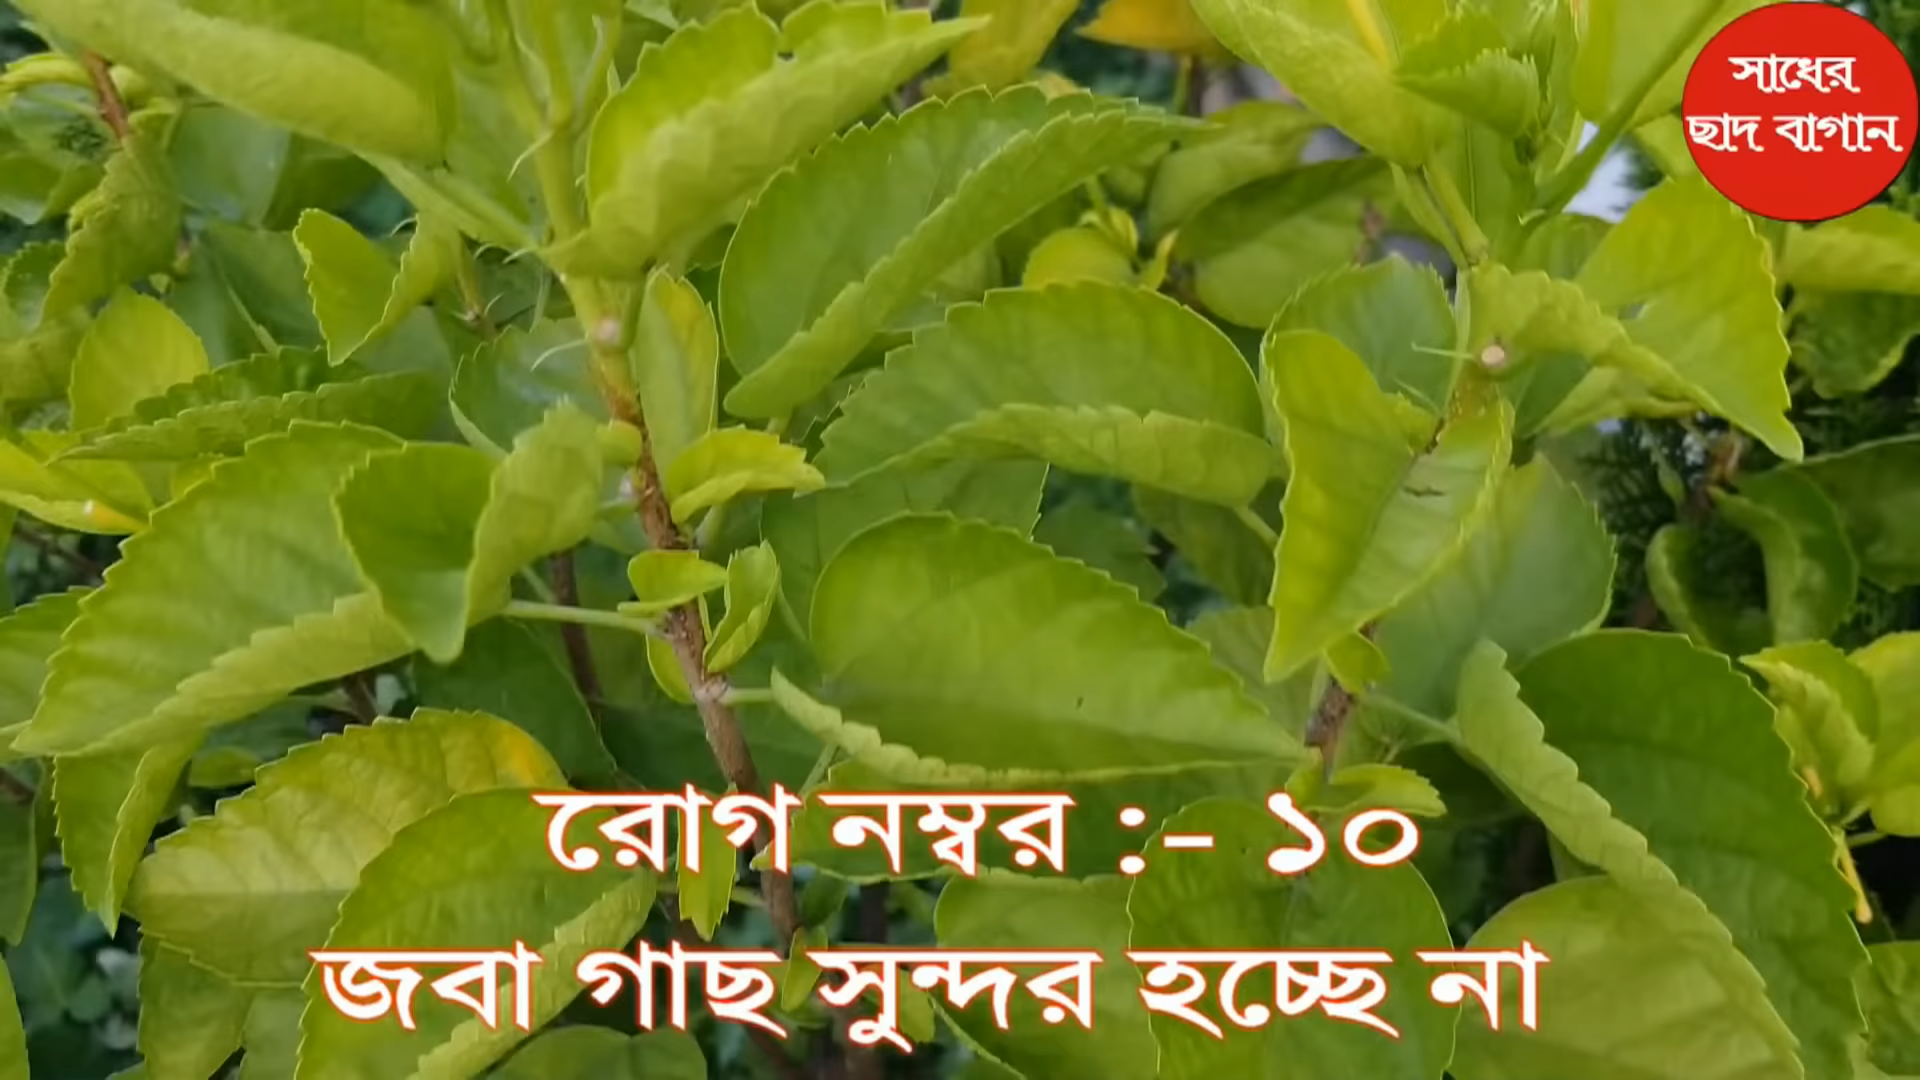 সাধের
ছাদ বাগান
রোগ নম্বর :- ১০
জবা গাছ সুন্দর হচ্ছে না